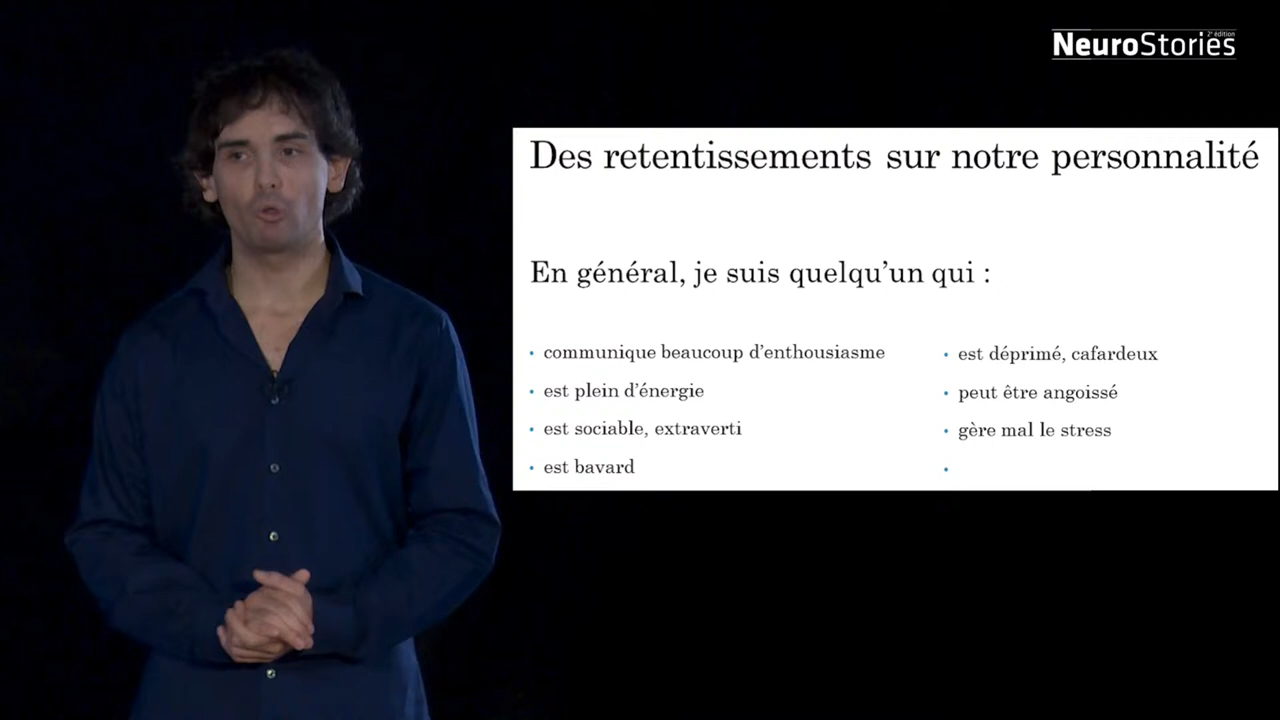 2e édition
NeuroStories
Des retentissements sur notre personnalité
En général, je suis quelqu'un qui :
• communique beaucoup d'enthousiasme
• est plein d'énergie
• est sociable, extraverti
• est bavard
• est déprimé, cafardeux
• peut être angoissé
• gère mal le stress
•